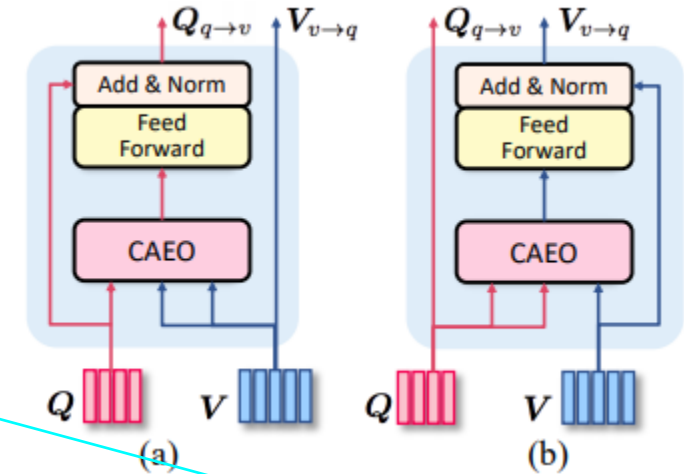 Q_{q→v} V_{v→q} Q_{q→v} V_{v→q}
Add & Norm Add & Norm
Feed Forward Feed Forward
CAEO CAEO
Q V Q V
(a) (b)